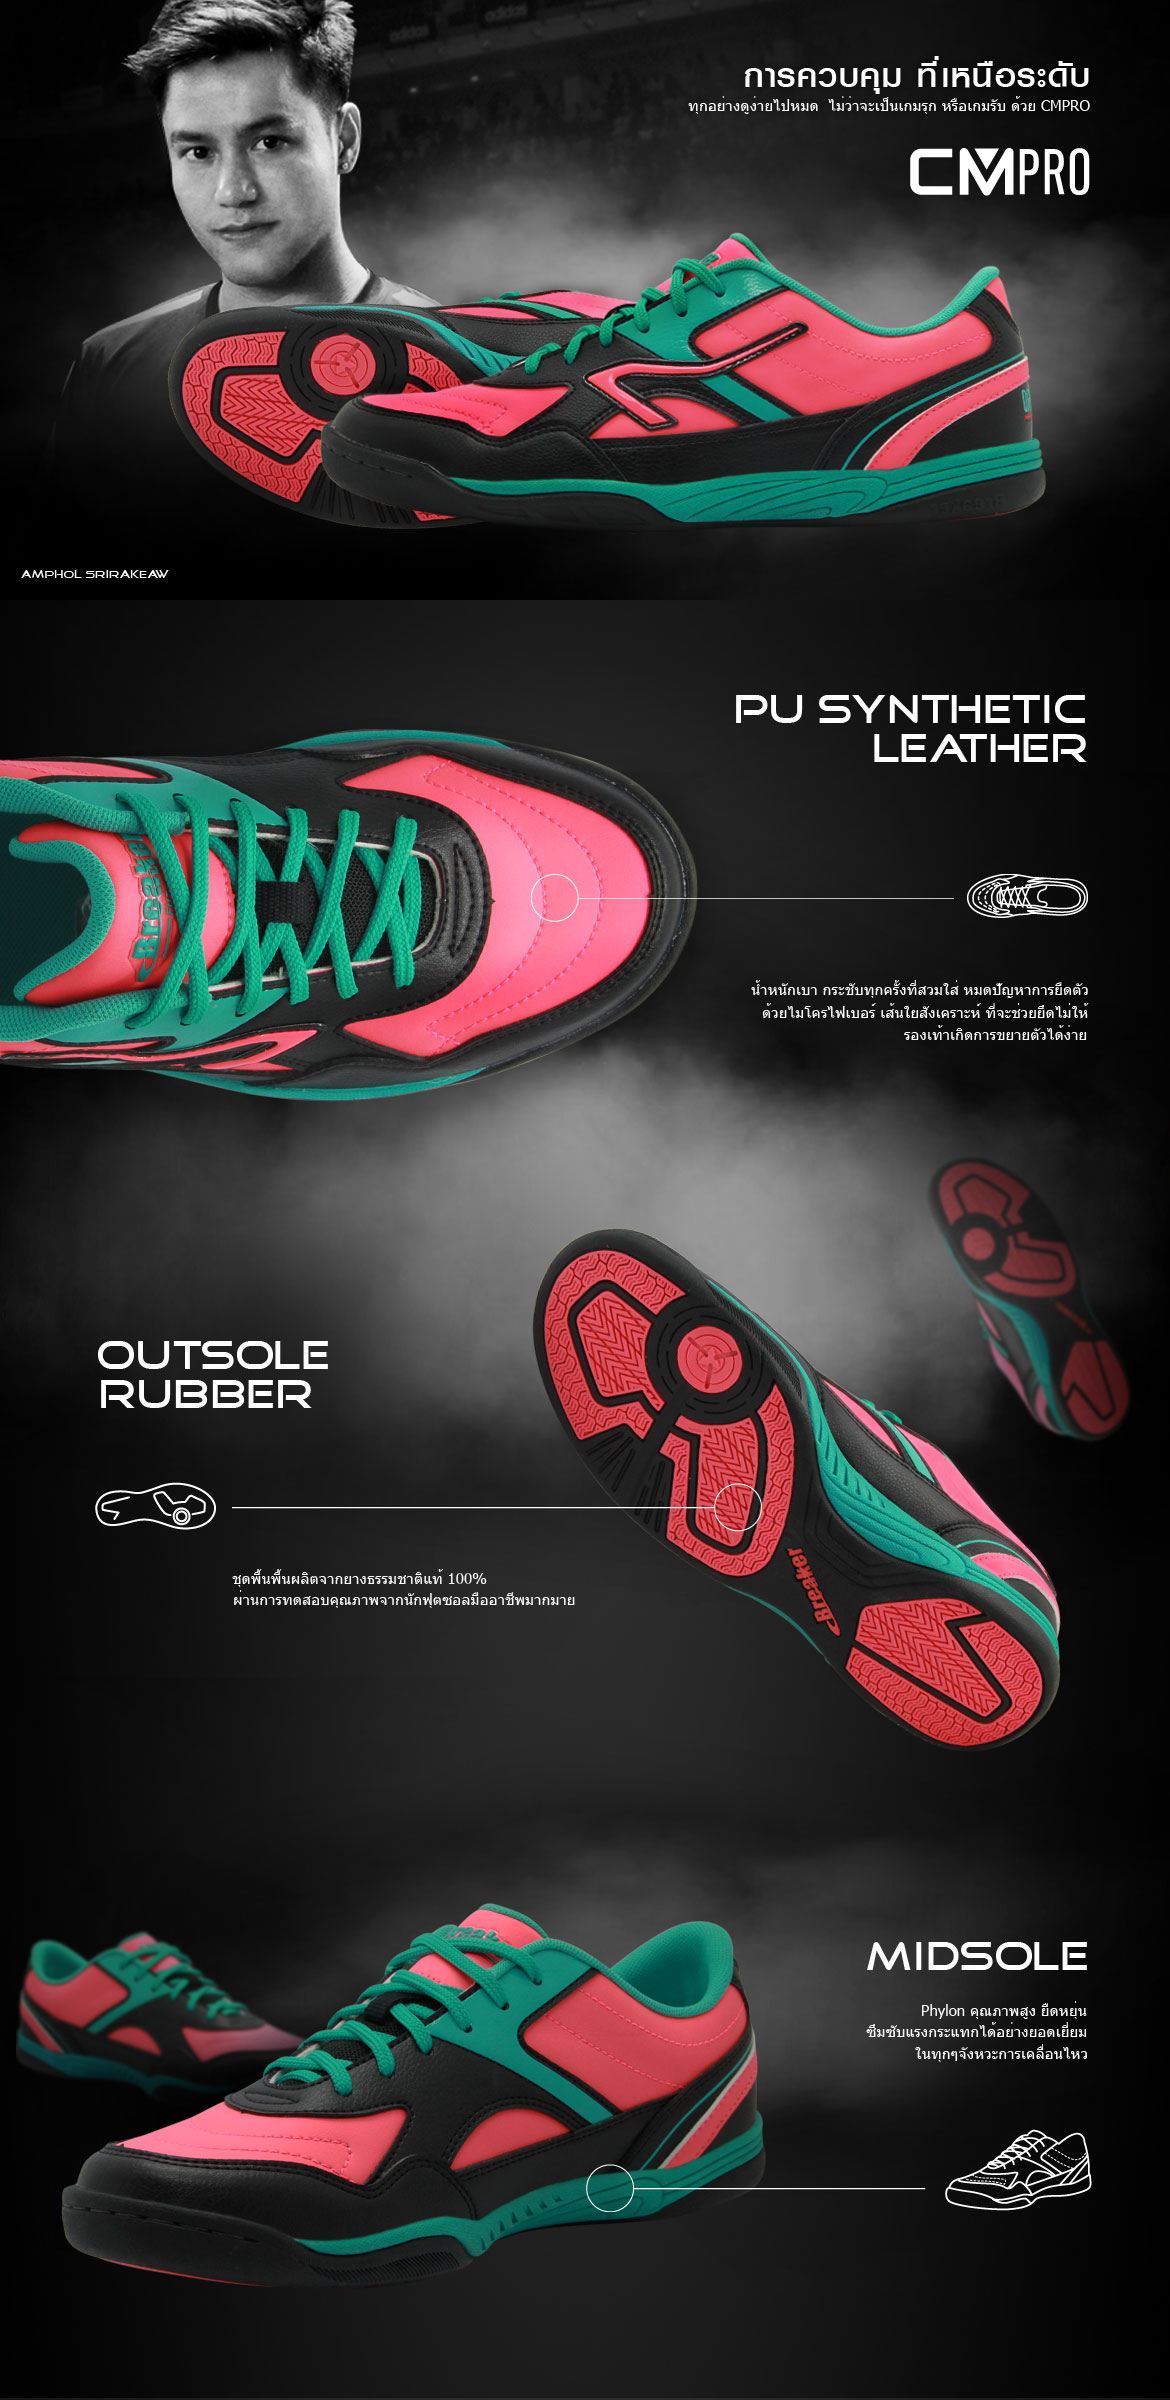 การควบคุม ที่เหนือระดับ
ทุกอย่างดูง่ายไปหมด ไม่ว่าจะเป็นเกมรุก หรือเกมรับ ด้วย CMPRO
CMPRO
AMPHOL SRIRAKEAW
PU SYNTHETIC
LEATHER
Breaker
น้ำหนักเบา กระชับทุกครั้งที่สวมใส่ หมดปัญหาการยืดตัว
ด้วยไมโครไฟเบอร์ เส้นใยสังเคราะห์ ที่จะช่วยยึดไม่ให้
รองเท้าเกิดการขยายตัวได้ง่าย
OUTSOLE
RUBBER
ชุดพื้นพื้นผลิตจากยางธรรมชาติแท้ 100%
ผ่านการทดสอบคุณภาพจากนักฟุตซอลมืออาชีพมากมาย
Breaker
MIDSOLE
Phylon คุณภาพสูง ยืดหยุ่น
ซึมซับแรงกระแทกได้อย่างยอดเยี่ยม
ในทุกๆจังหวะการเคลื่อนไหว